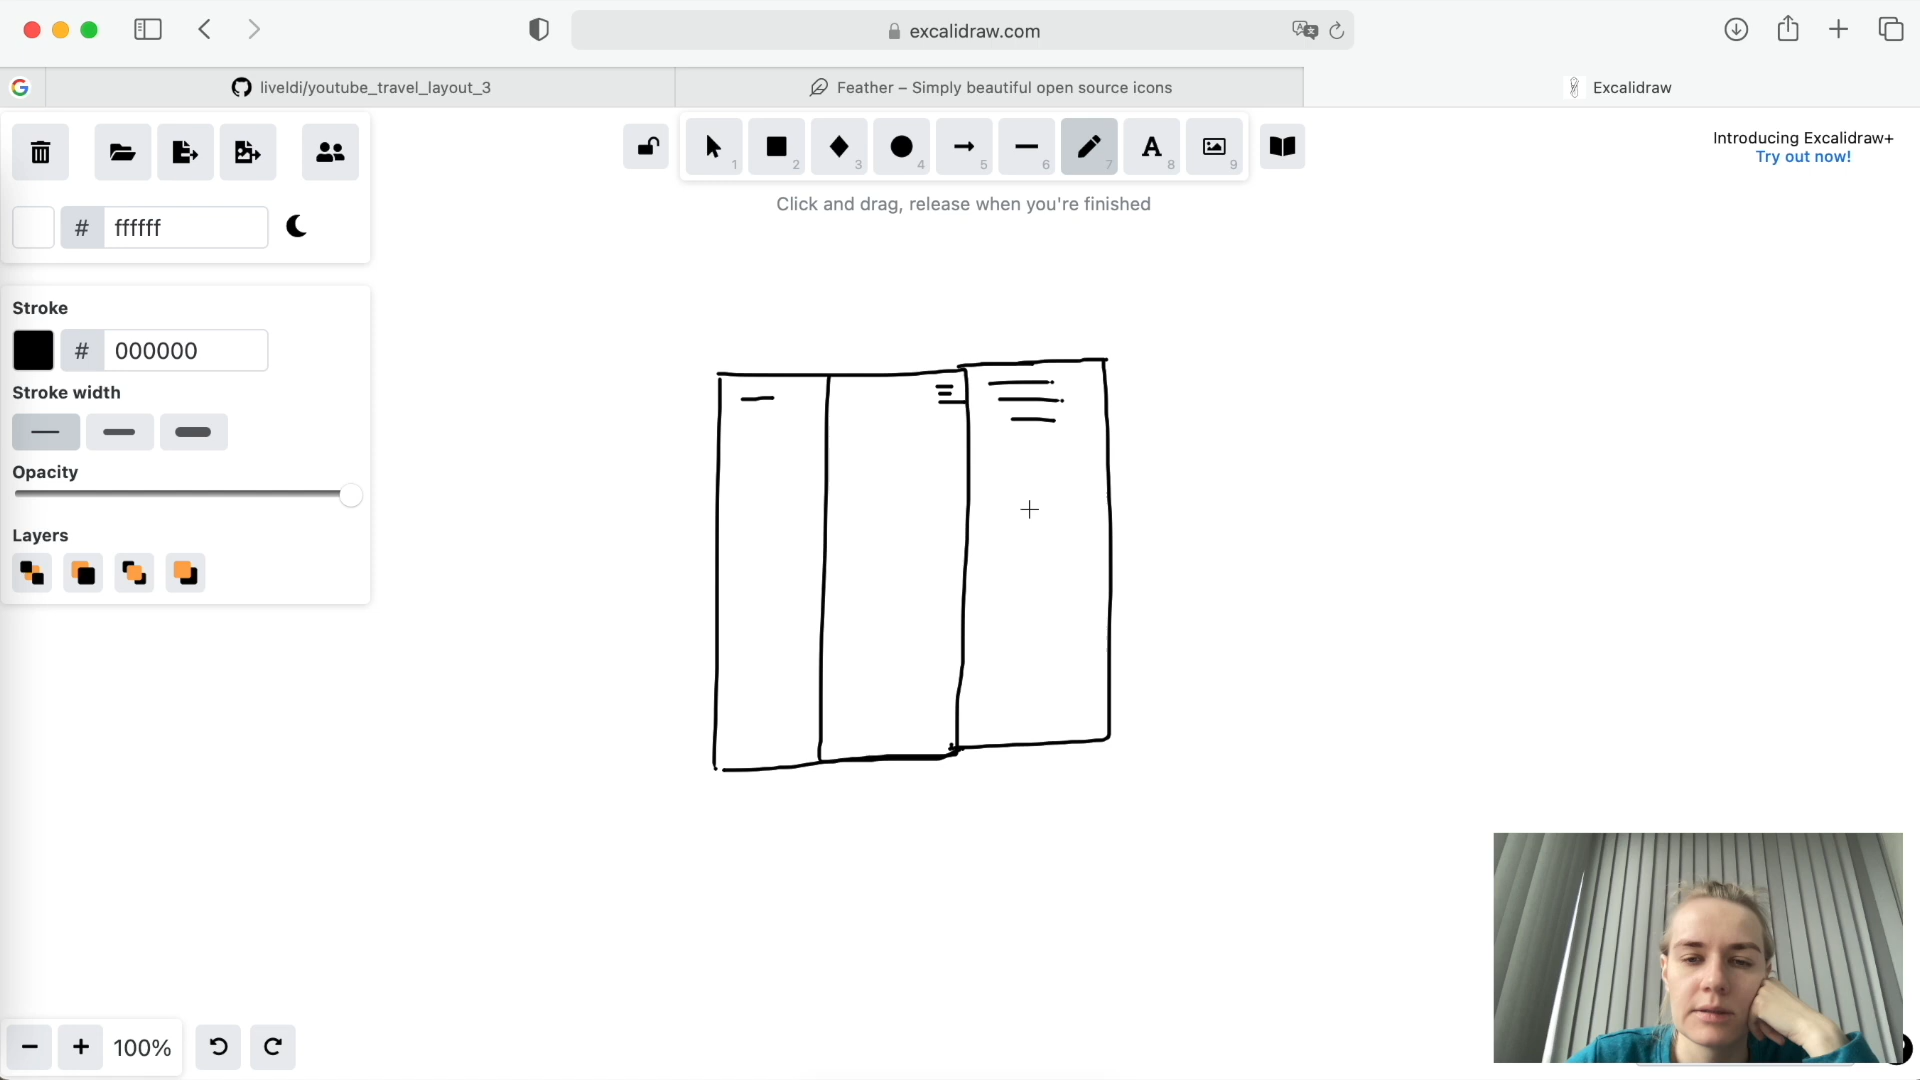 excalidraw.com
liveldi/youtube_travel_layout_3
Feather – Simply beautiful open source icons
Excalidraw
1
2
3
4
5
6
7
A
8
9
Introducing Excalidraw+
Try out now!
Click and drag, release when you're finished
# ffffff
Stroke
# 000000
Stroke width
Opacity
Layers
− + 100%